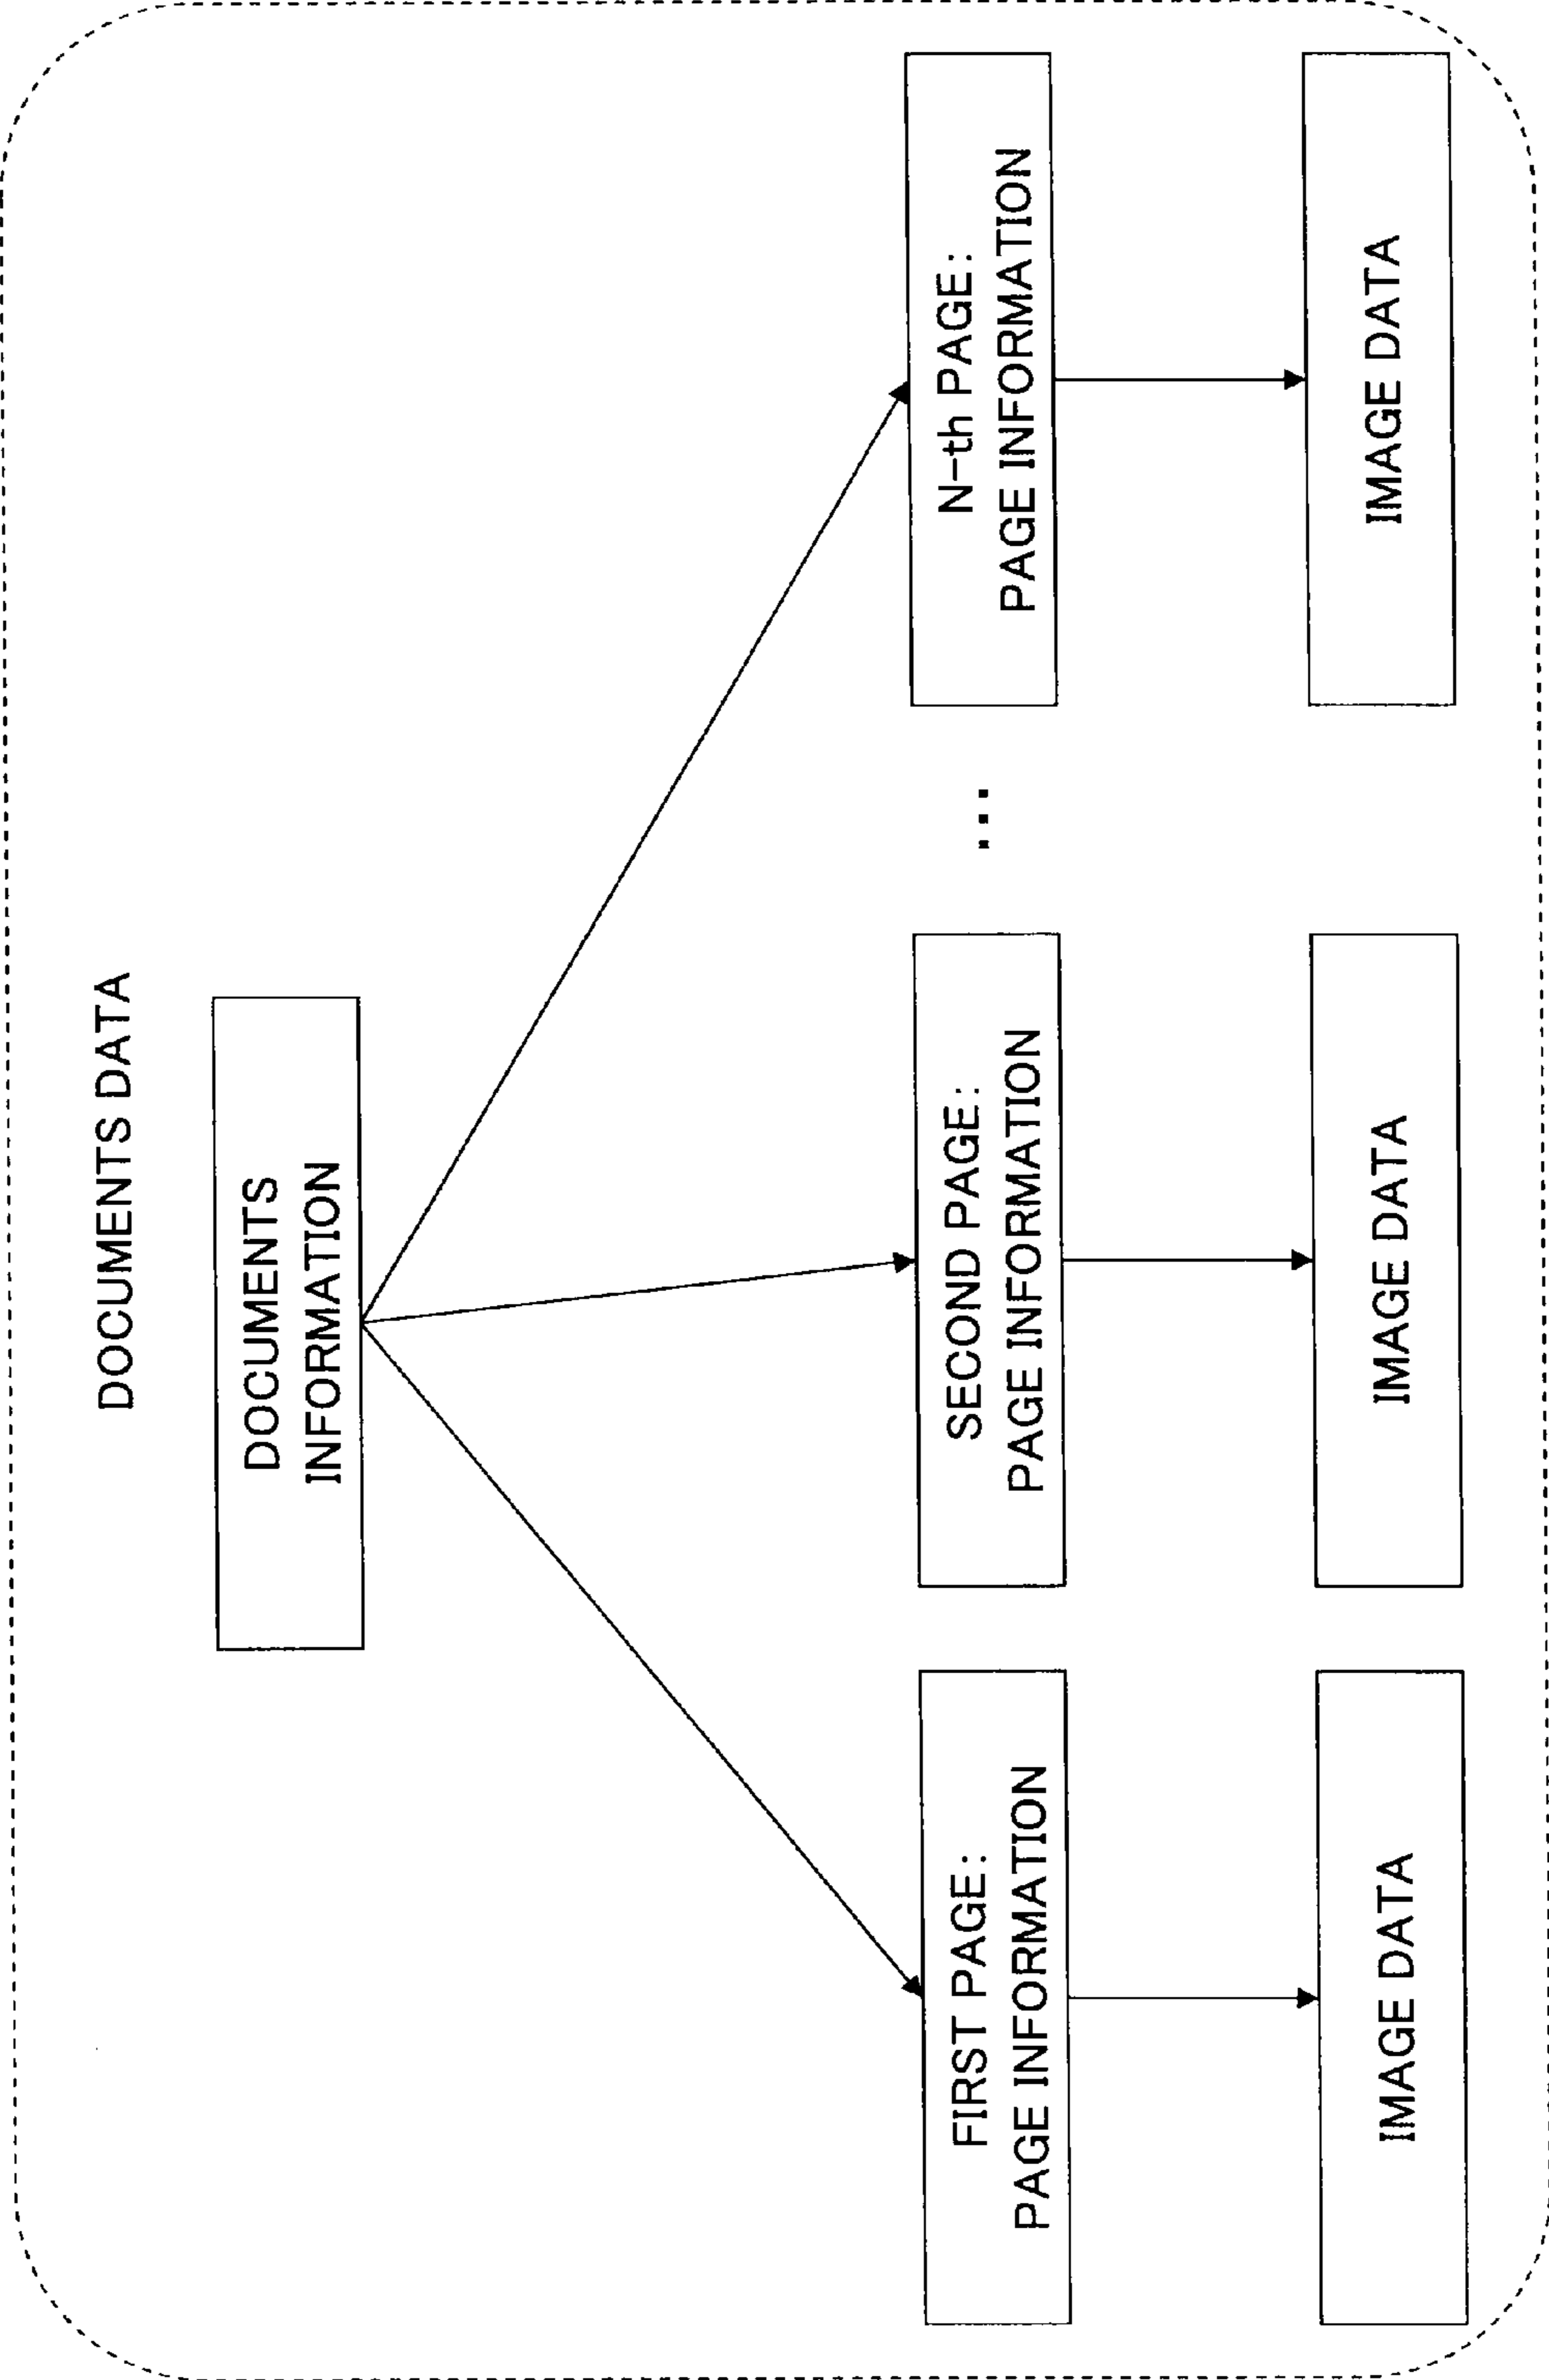 DOCUMENTS DATA
DOCUMENTS
INFORMATION
FIRST PAGE:
PAGE INFORMATION
SECOND PAGE:
PAGE INFORMATION
...
N-th PAGE:
PAGE INFORMATION
IMAGE DATA
IMAGE DATA
IMAGE DATA